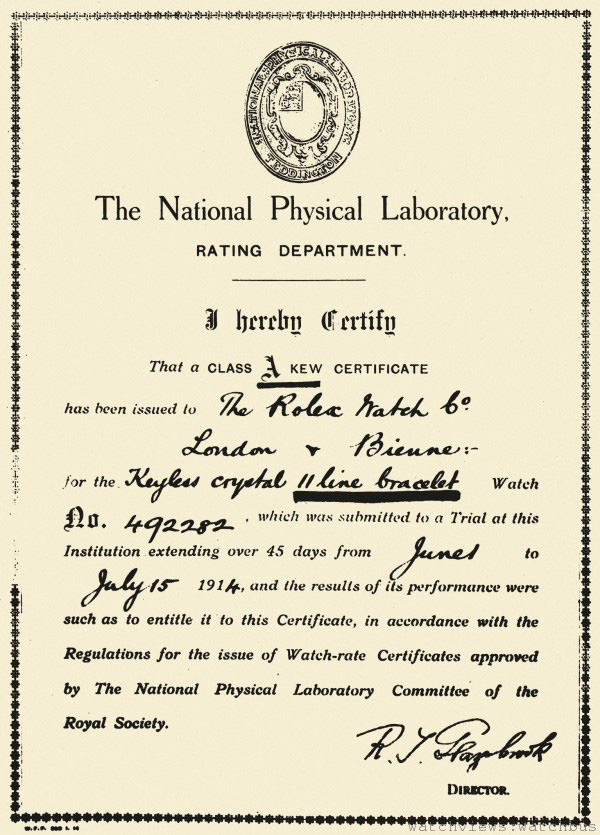 NATIONAL PHYSICAL LABORATORY
TEDDINGTON
The National Physical Laboratory,
RATING DEPARTMENT.
I hereby Certify
That a CLASS A KEW CERTIFICATE
has been issued to The Rolex Watch Co.
London & Bienne:-
for the Keyless crystal 11 line bracelet Watch
No. 492282, which was submitted to a Trial at this
Institution extending over 45 days from June 1 to
July 15 1914, and the results of its performance were
such as to entitle it to this Certificate, in accordance with the
Regulations for the issue of Watch-rate Certificates approved
by The National Physical Laboratory Committee of the
Royal Society.
R. T. Glazebrook
DIRECTOR.
watchviews.watchbus